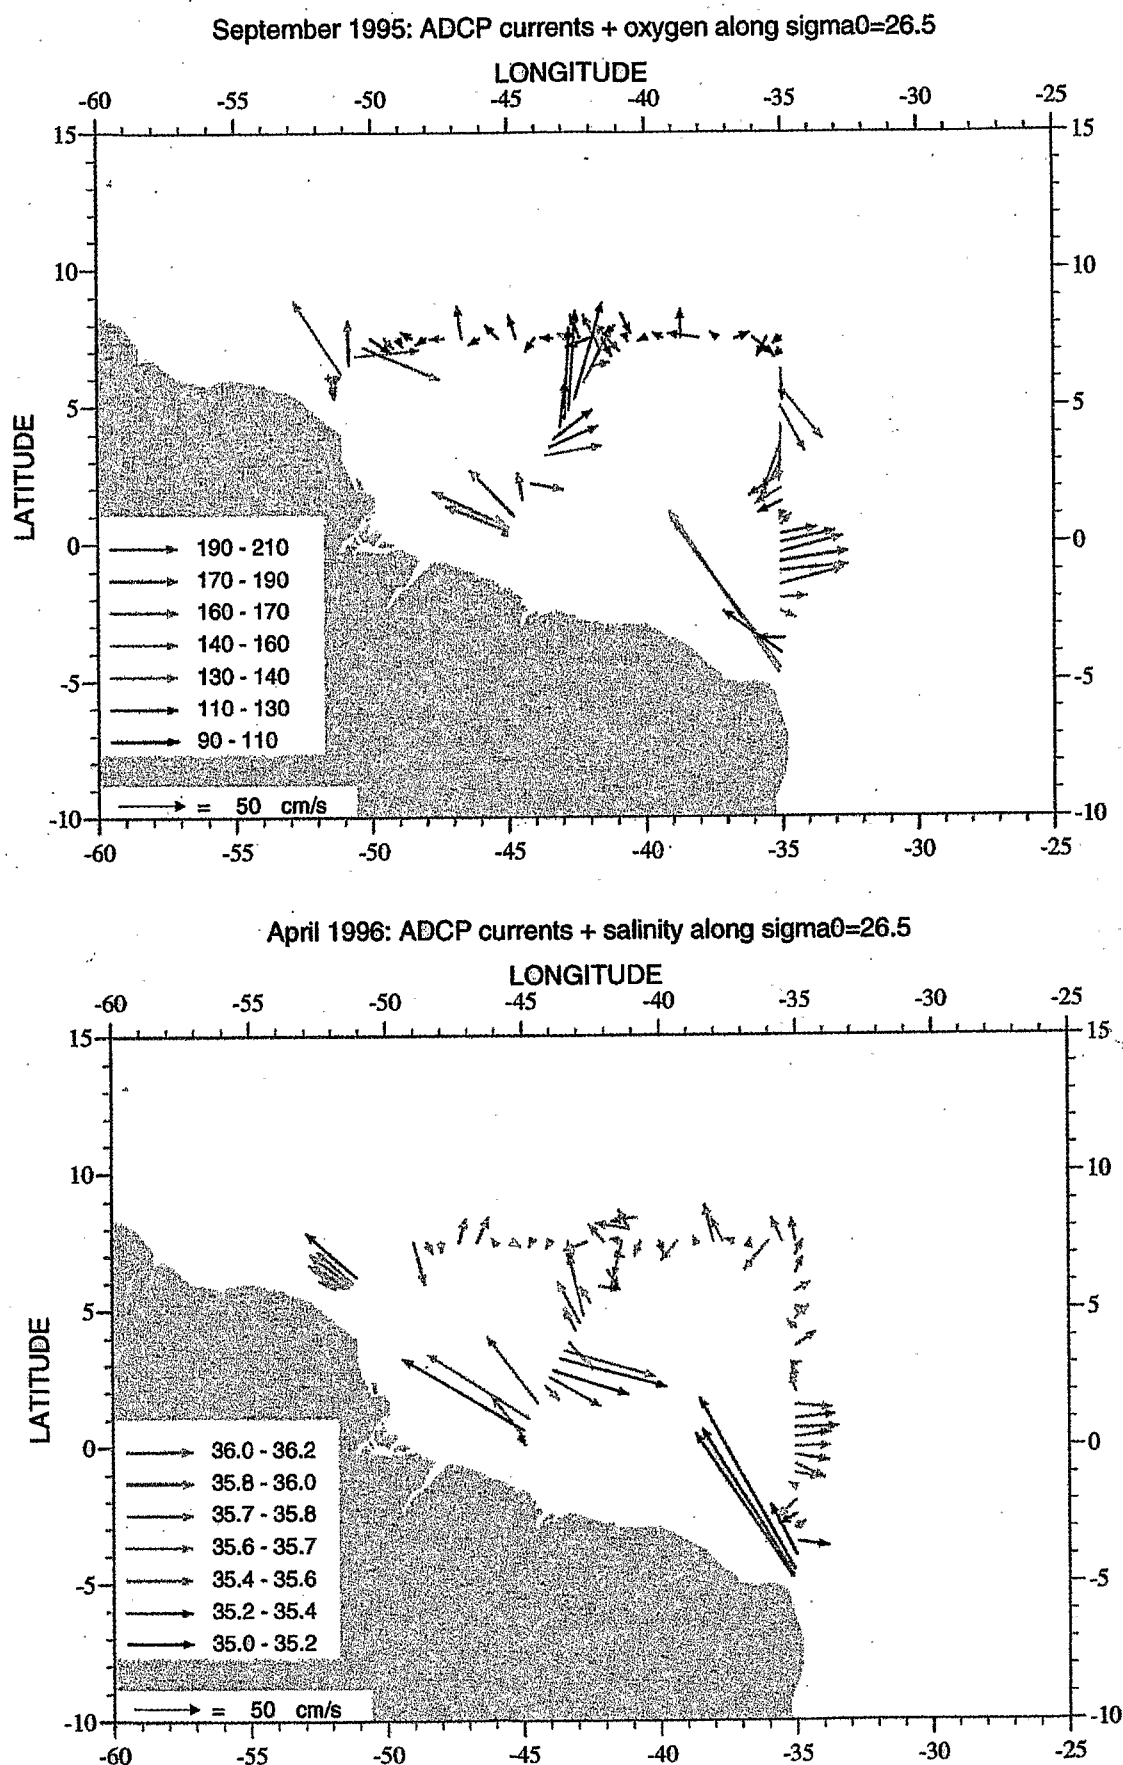 September 1995: ADCP currents + oxygen along sigma0=26.5
LONGITUDE
-60 -55 -50 -45 -40 -35 -30 -25
15 15
10 10
5 5
LATITUDE
0 0
-5 -5
-10 -10
190 - 210
170 - 190
160 - 170
140 - 160
130 - 140
110 - 130
90 - 110
= 50 cm/s
-60 -55 -50 -45 -40 -35 -30 -25
April 1996: ADCP currents + salinity along sigma0=26.5
LONGITUDE
-60 -55 -50 -45 -40 -35 -30 -25
15 15
10 10
5 5
LATITUDE
0 0
-5 -5
-10 -10
36.0 - 36.2
35.8 - 36.0
35.7 - 35.8
35.6 - 35.7
35.4 - 35.6
35.2 - 35.4
35.0 - 35.2
= 50 cm/s
-60 -55 -50 -45 -40 -35 -30 -25